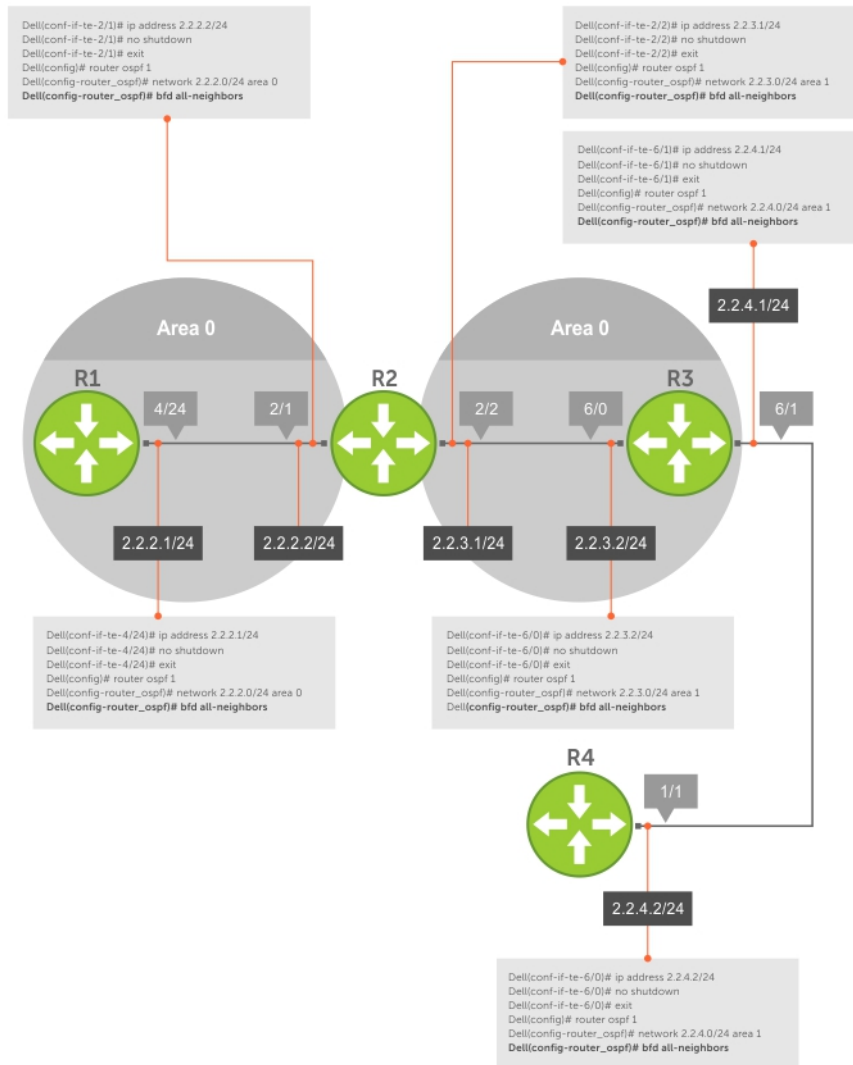 Dell(conf-if-te-2/1)# ip address 2.2.2.2/24
Dell(conf-if-te-2/1)# no shutdown
Dell(conf-if-te-2/1)# exit
Dell(config)# router ospf 1
Dell(config-router_ospf)# network 2.2.2.0/24 area 0
Dell(config-router_ospf)# bfd all-neighbors
Dell(conf-if-te-2/2)# ip address 2.2.3.1/24
Dell(conf-if-te-2/2)# no shutdown
Dell(conf-if-te-2/2)# exit
Dell(config)# router ospf 1
Dell(config-router_ospf)# network 2.2.3.0/24 area 1
Dell(config-router_ospf)# bfd all-neighbors
Dell(conf-if-te-6/1)# ip address 2.2.4.1/24
Dell(conf-if-te-6/1)# no shutdown
Dell(conf-if-te-6/1)# exit
Dell(config)# router ospf 1
Dell(config-router_ospf)# network 2.2.4.0/24 area 1
Dell(config-router_ospf)# bfd all-neighbors
2.2.4.1/24
Area 0
Area 0
R1
R2
R3
4/24
2/1
2/2
6/0
6/1
2.2.2.1/24
2.2.2.2/24
2.2.3.1/24
2.2.3.2/24
Dell(conf-if-te-4/24)# ip address 2.2.2.1/24
Dell(conf-if-te-4/24)# no shutdown
Dell(conf-if-te-4/24)# exit
Dell(config)# router ospf 1
Dell(config-router_ospf)# network 2.2.2.0/24 area 0
Dell(config-router_ospf)# bfd all-neighbors
Dell(conf-if-te-6/0)# ip address 2.2.3.2/24
Dell(conf-if-te-6/0)# no shutdown
Dell(conf-if-te-6/0)# exit
Dell(config)# router ospf 1
Dell(config-router_ospf)# network 2.2.3.0/24 area 1
Dell(config-router_ospf)# bfd all-neighbors
R4
1/1
2.2.4.2/24
Dell(conf-if-te-6/0)# ip address 2.2.4.2/24
Dell(conf-if-te-6/0)# no shutdown
Dell(conf-if-te-6/0)# exit
Dell(config)# router ospf 1
Dell(config-router_ospf)# network 2.2.4.0/24 area 1
Dell(config-router_ospf)# bfd all-neighbors